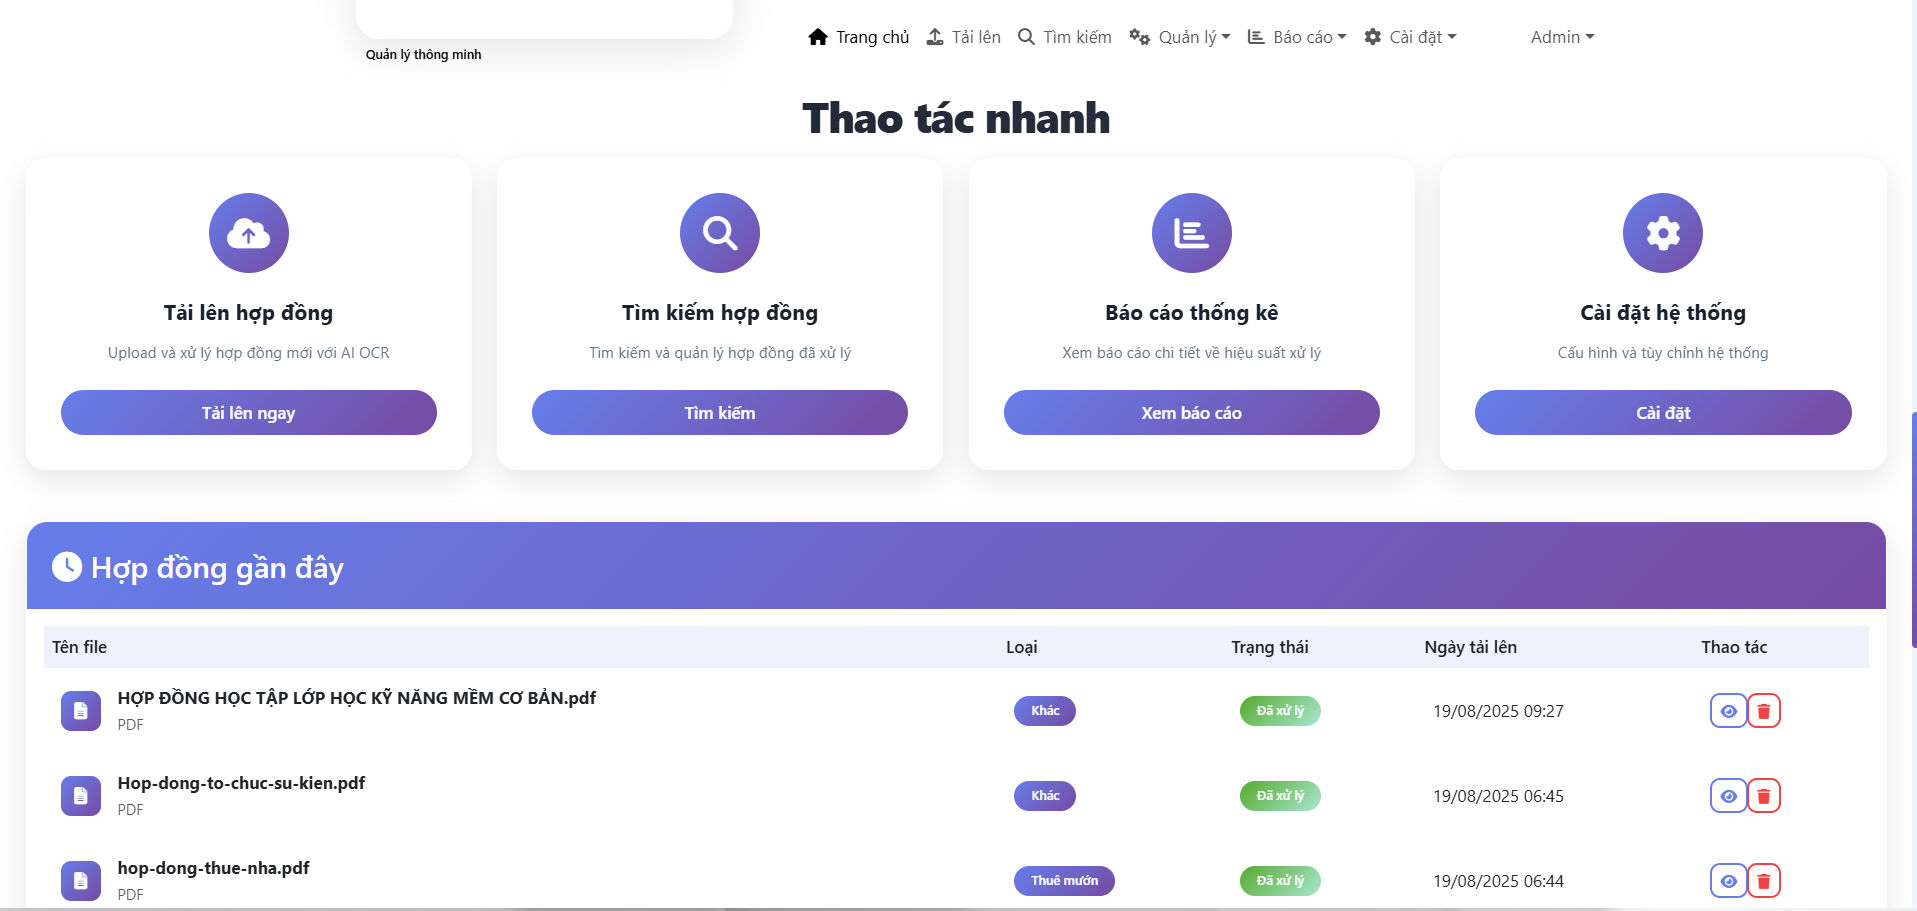 Quản lý thông minh
Trang chủ Tải lên Tìm kiếm Quản lý Báo cáo Cài đặt Admin
Thao tác nhanh
Tải lên hợp đồng
Upload và xử lý hợp đồng mới với AI OCR
Tải lên ngay
Tìm kiếm hợp đồng
Tìm kiếm và quản lý hợp đồng đã xử lý
Tìm kiếm
Báo cáo thống kê
Xem báo cáo chi tiết về hiệu suất xử lý
Xem báo cáo
Cài đặt hệ thống
Cấu hình và tùy chỉnh hệ thống
Cài đặt
Hợp đồng gần đây
Tên file Loại Trạng thái Ngày tải lên Thao tác
HỢP ĐỒNG HỌC TẬP LỚP HỌC KỸ NĂNG MỀM CƠ BẢN.pdf
PDF
Khác Đã xử lý 19/08/2025 09:27
Hop-dong-to-chuc-su-kien.pdf
PDF
Khác Đã xử lý 19/08/2025 06:45
hop-dong-thue-nha.pdf
PDF
Thuê mướn Đã xử lý 19/08/2025 06:44